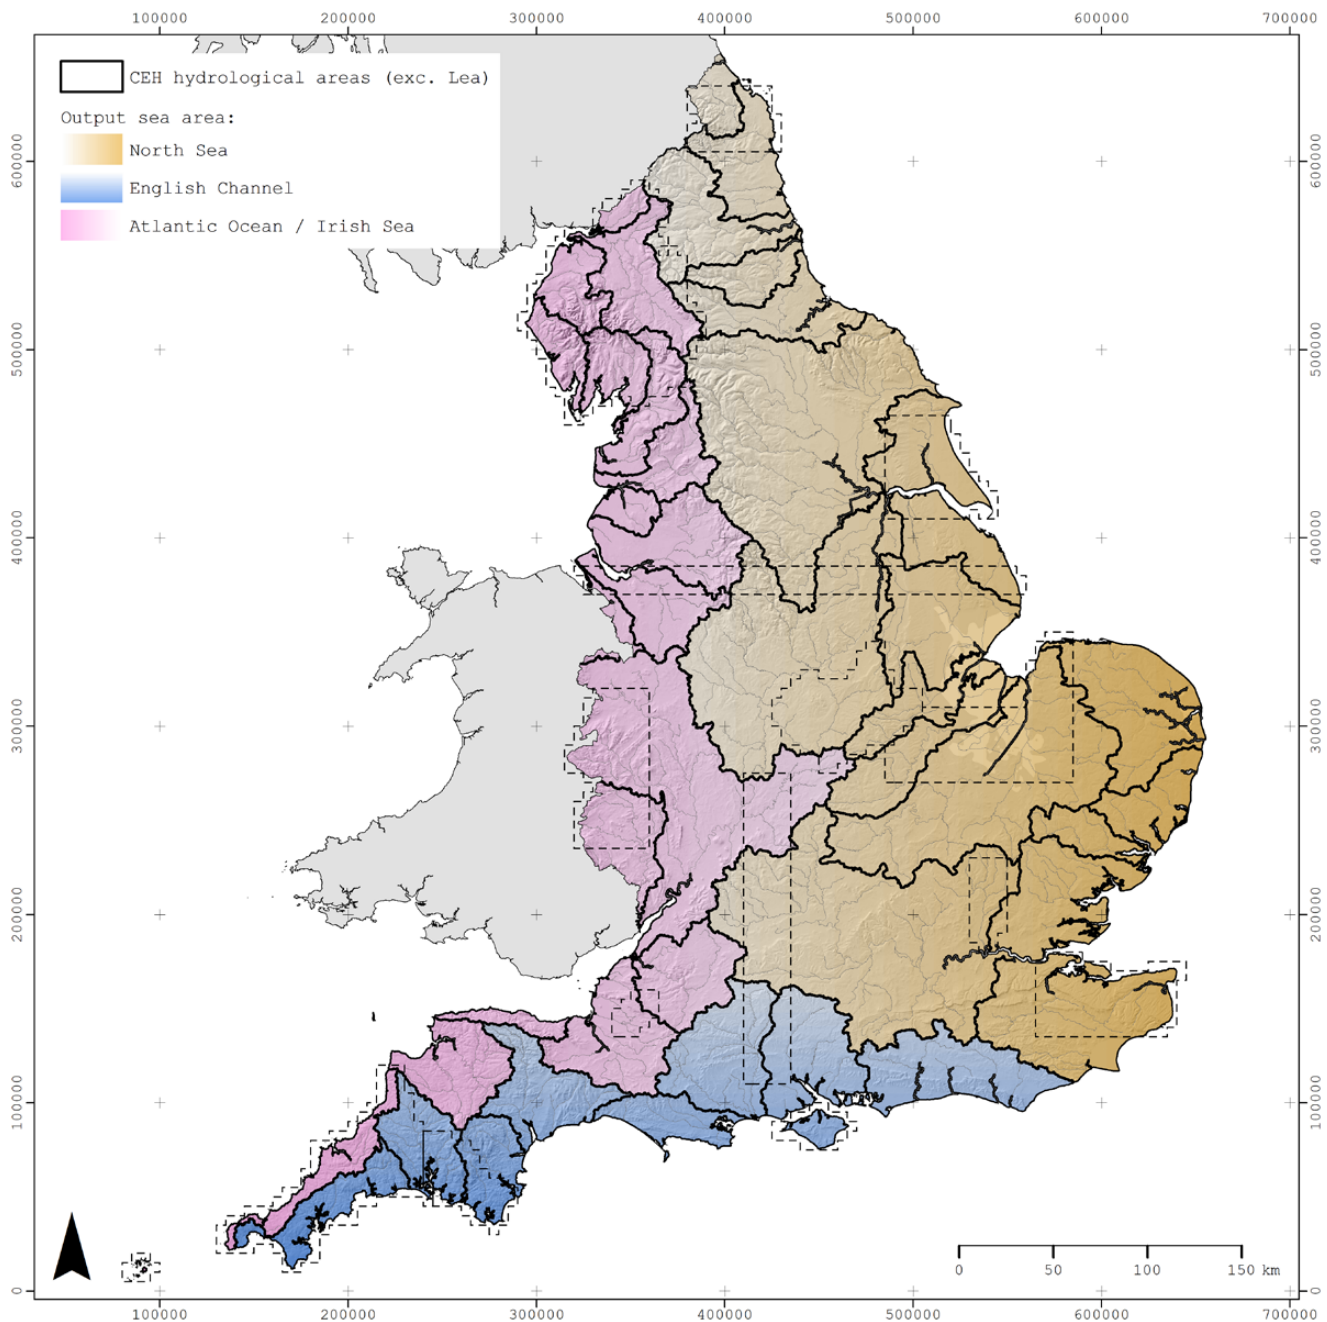 100000 200000 300000 400000 500000 600000 700000
CEH hydrological areas (exc. Lea)
Output sea area:
North Sea
English Channel
Atlantic Ocean / Irish Sea
600000 600000
500000 500000
400000 400000
300000 300000
200000 200000
100000 100000
0 50 100 150 km
0 0
100000 200000 300000 400000 500000 600000 700000